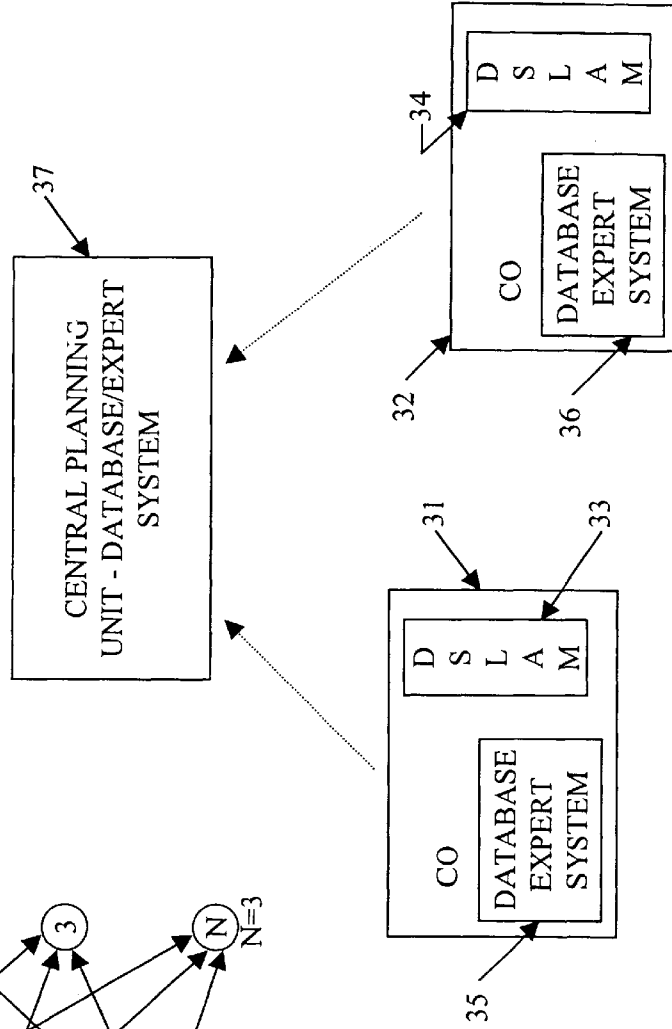 37
CENTRAL PLANNING
UNIT - DATABASE/EXPERT
SYSTEM
3
N
N=3
31
CO
D
S
L
A
M
33
DATABASE
EXPERT
SYSTEM
35
32
34
CO
D
S
L
A
M
DATABASE
EXPERT
SYSTEM
36